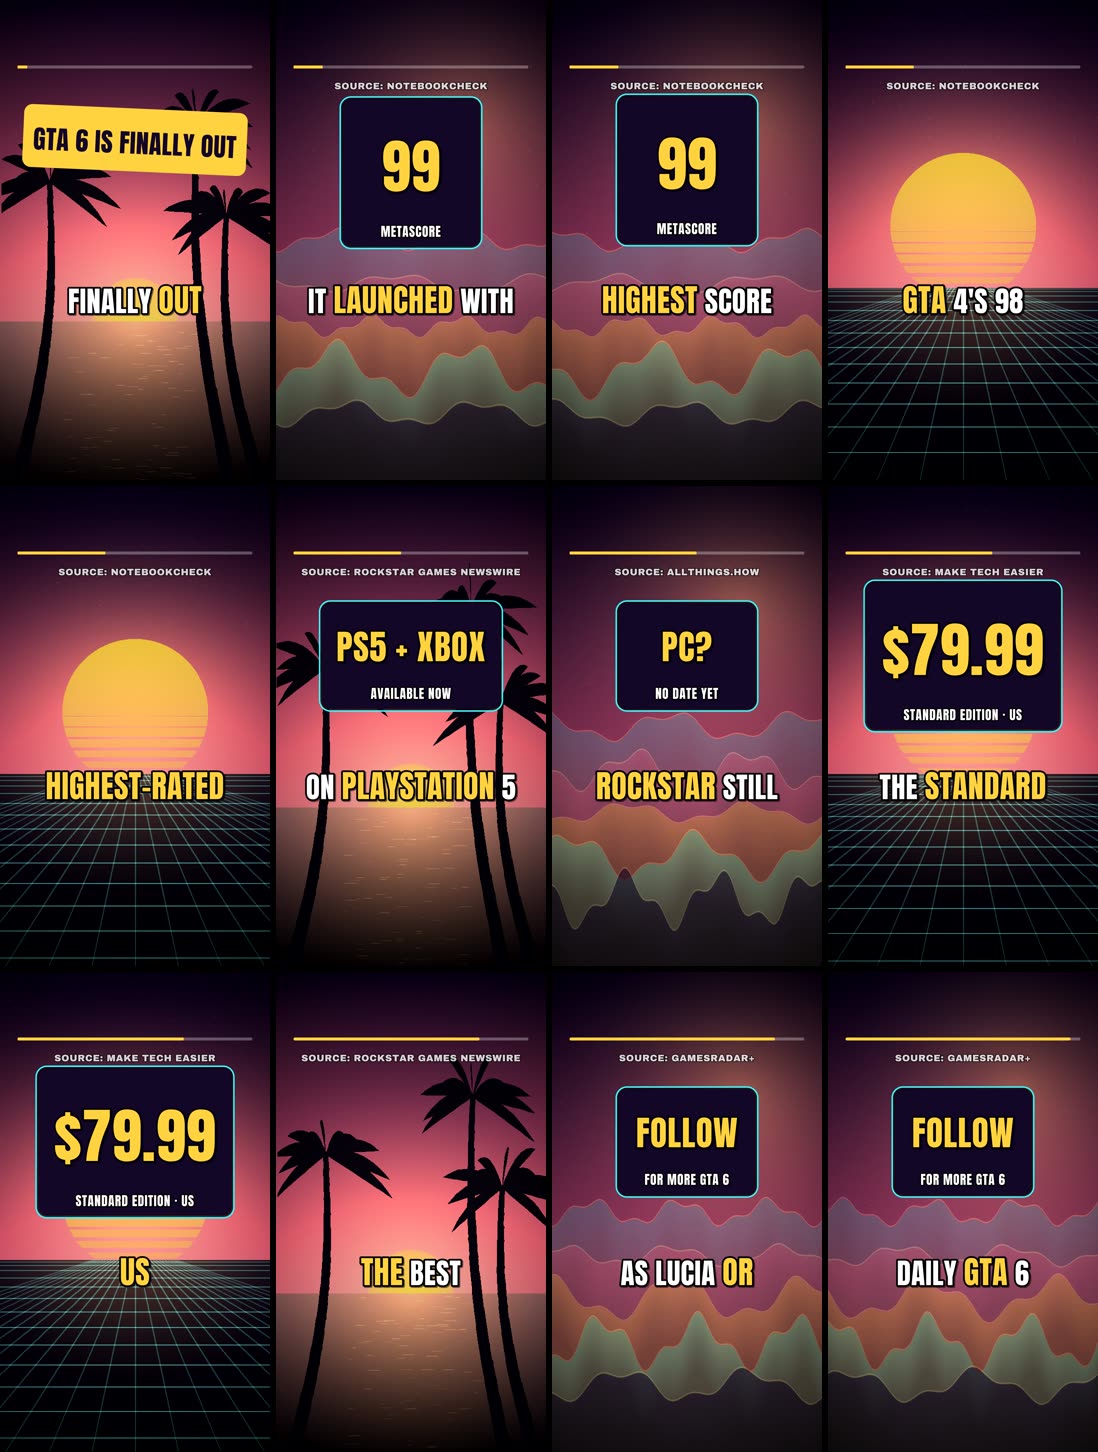 GTA 6 IS FINALLY OUT
FINALLY OUT
SOURCE: NOTEBOOKCHECK
99
METASCORE
IT LAUNCHED WITH
SOURCE: NOTEBOOKCHECK
99
METASCORE
HIGHEST SCORE
SOURCE: NOTEBOOKCHECK
GTA 4'S 98
SOURCE: NOTEBOOKCHECK
HIGHEST-RATED
SOURCE: ROCKSTAR GAMES NEWSWIRE
PS5 + XBOX
AVAILABLE NOW
ON PLAYSTATION 5
SOURCE: ALLTHINGS.HOW
PC?
NO DATE YET
ROCKSTAR STILL
SOURCE: MAKE TECH EASIER
$79.99
STANDARD EDITION · US
THE STANDARD
SOURCE: MAKE TECH EASIER
$79.99
STANDARD EDITION · US
US
SOURCE: ROCKSTAR GAMES NEWSWIRE
THE BEST
SOURCE: GAMESRADAR+
FOLLOW
FOR MORE GTA 6
AS LUCIA OR
SOURCE: GAMESRADAR+
FOLLOW
FOR MORE GTA 6
DAILY GTA 6